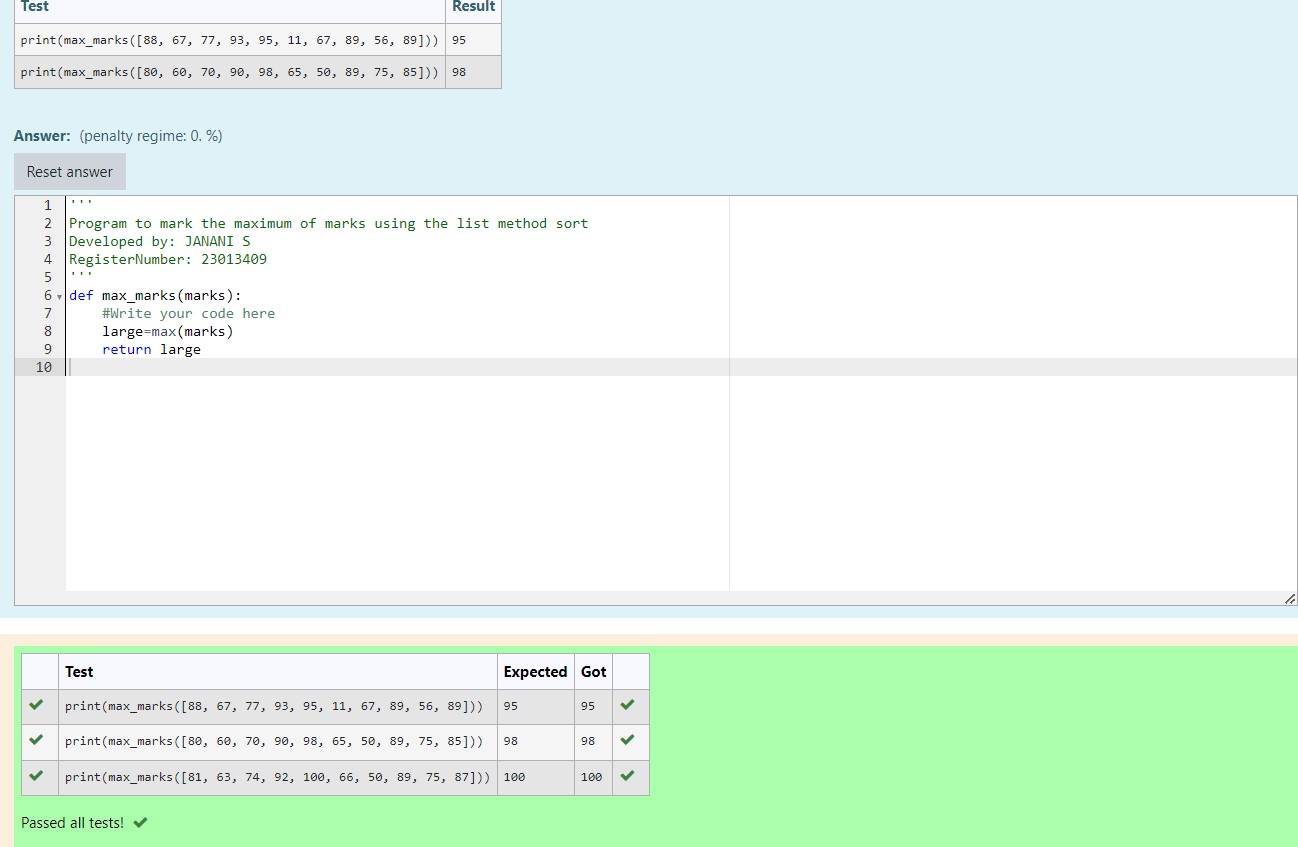 Test Result
print(max_marks([88, 67, 77, 93, 95, 11, 67, 89, 56, 89])) 95
print(max_marks([80, 60, 70, 90, 98, 65, 50, 89, 75, 85])) 98
Answer: (penalty regime: 0. %)
Reset answer
1 '''
2 Program to mark the maximum of marks using the list method sort
3 Developed by: JANANI S
4 RegisterNumber: 23013409
5 '''
6 def max_marks(marks):
7 #Write your code here
8 large=max(marks)
9 return large
10
Test Expected Got
print(max_marks([88, 67, 77, 93, 95, 11, 67, 89, 56, 89])) 95 95
print(max_marks([80, 60, 70, 90, 98, 65, 50, 89, 75, 85])) 98 98
print(max_marks([81, 63, 74, 92, 100, 66, 50, 89, 75, 87])) 100 100
Passed all tests!